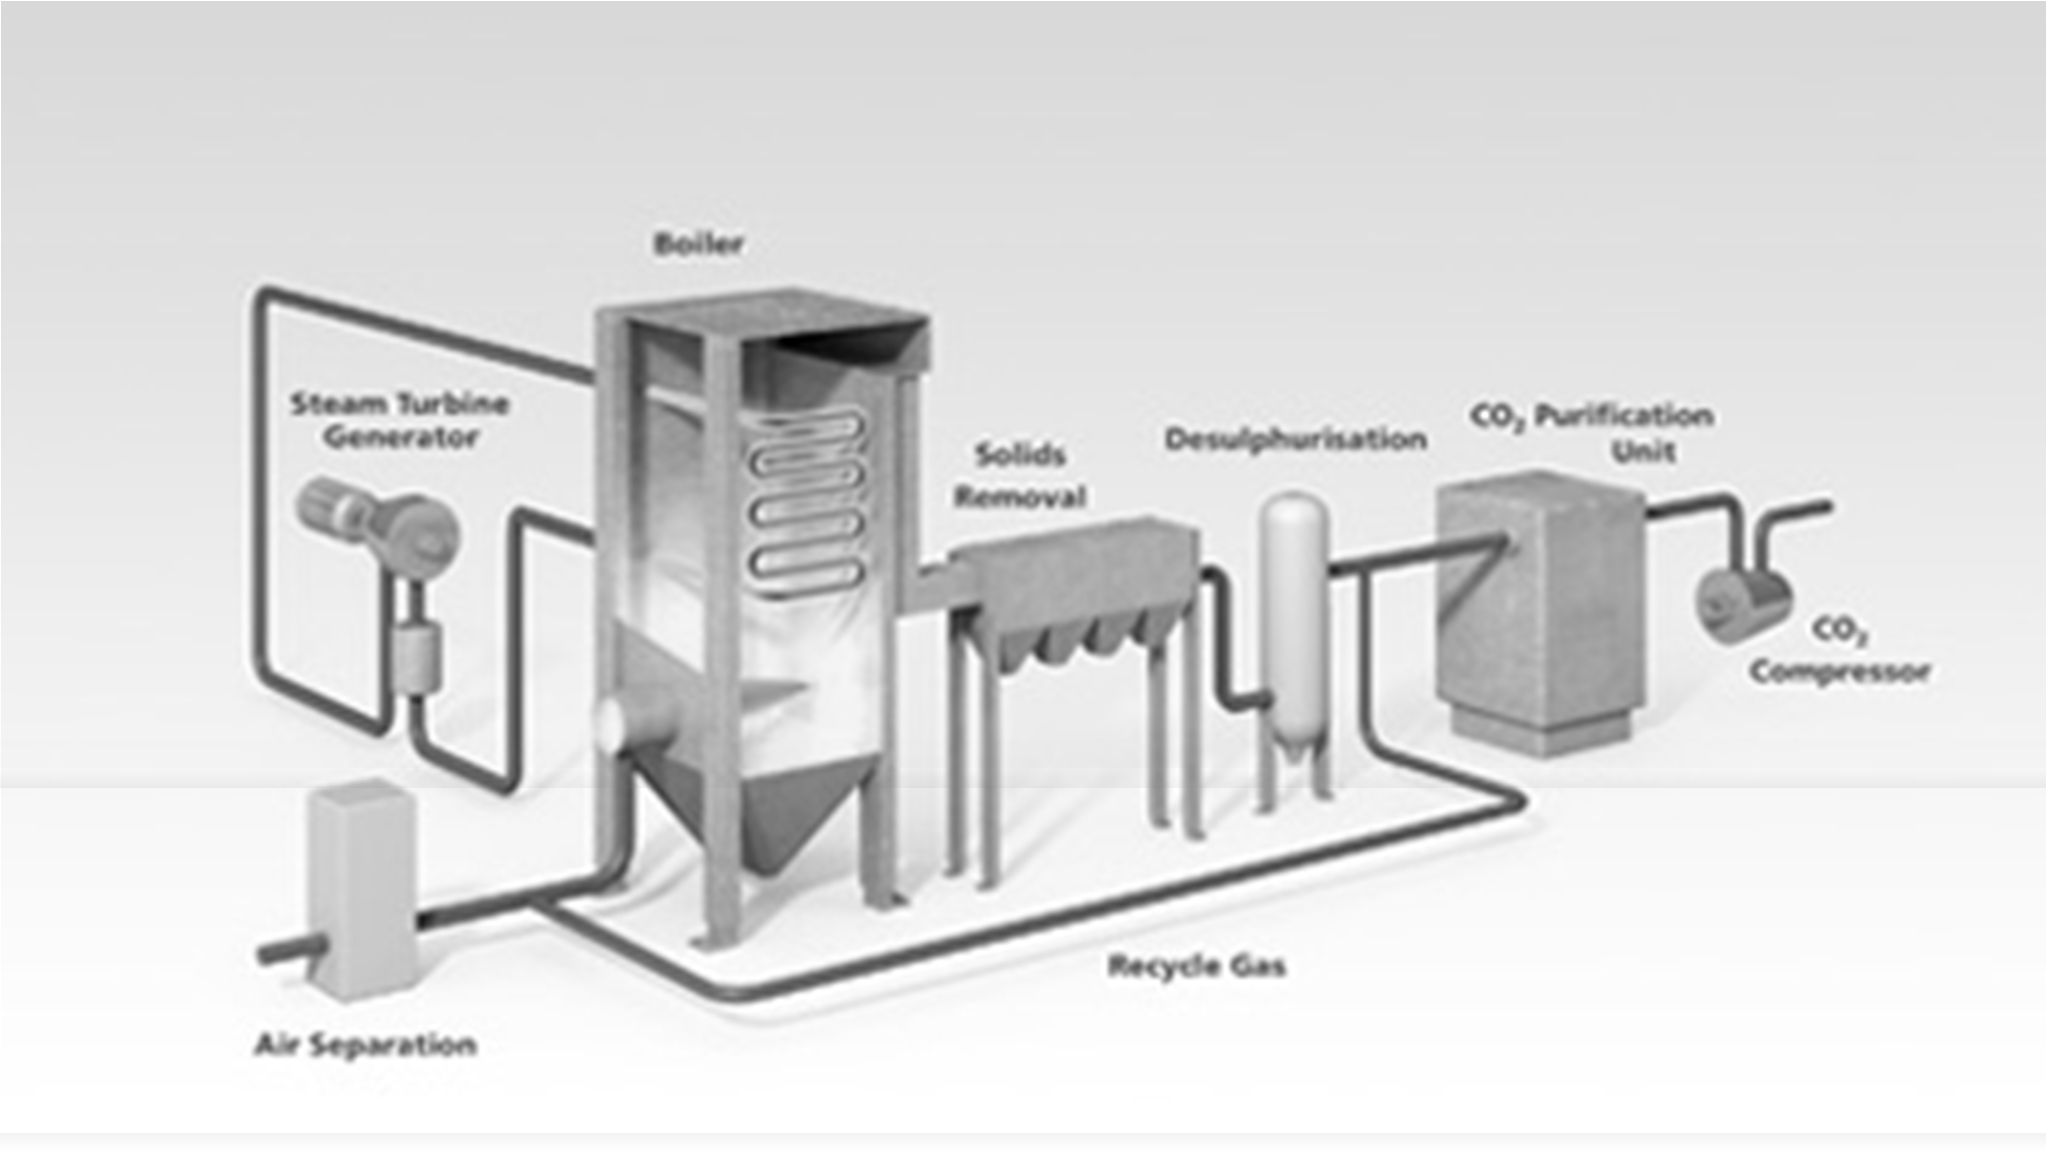 Boiler
Steam Turbine
Generator
Solids
Removal
Desulphurisation
CO₂ Purification
Unit
CO₂
Compressor
Recycle Gas
Air Separation